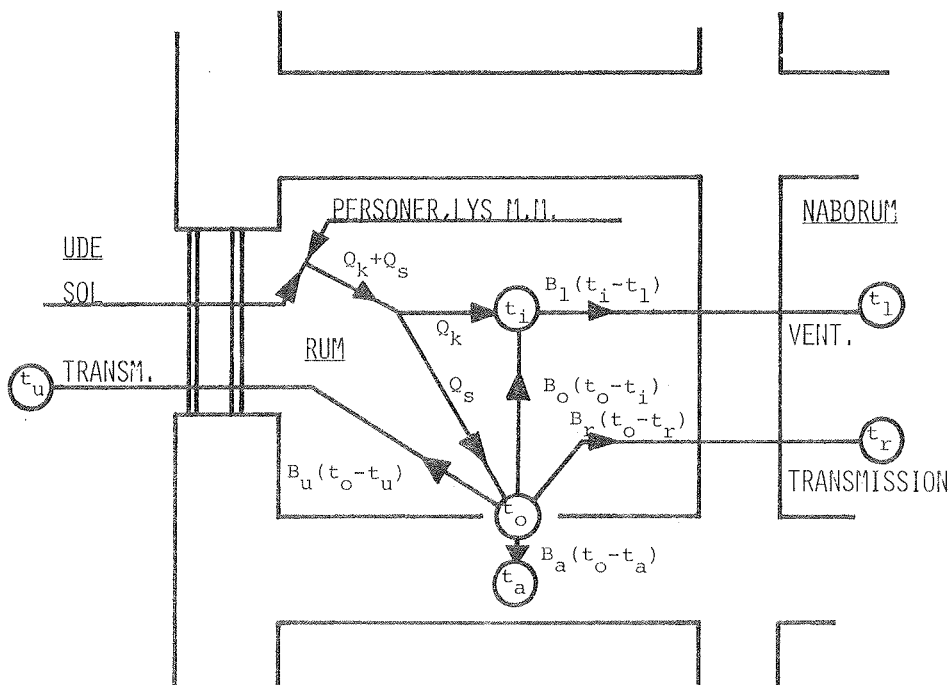 PERSONER, LYS M.M.
NABORUM
UDE
SOL
Q_k+Q_s
t_i
B_l(t_i-t_l)
t_l
Q_k
VENT.
RUM
TRANSM.
t_u
Q_s
B_o(t_o-t_i)
B_r(t_o-t_r)
t_r
B_u(t_o-t_u)
TRANSMISSION
t_o
B_a(t_o-t_a)
t_a